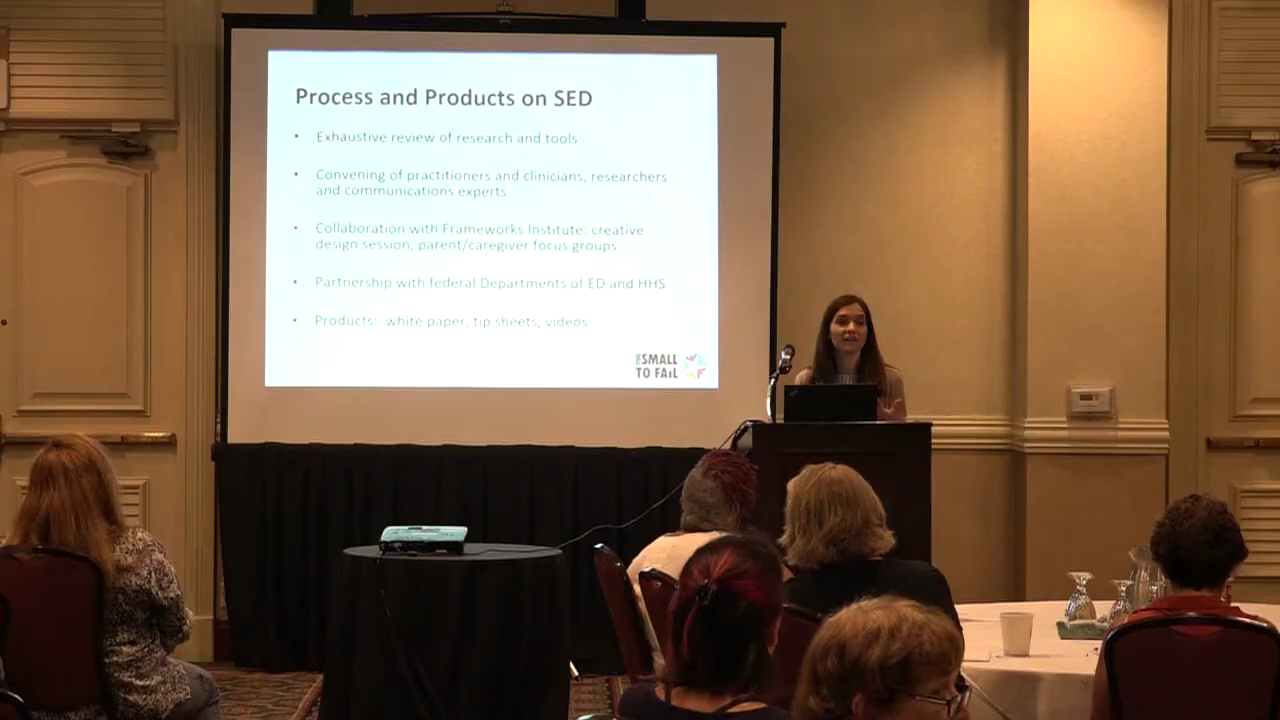 Process and Products on SED
• Exhaustive review of research and tools
• Convening of practitioners and clinicians, researchers
and communications experts
• Collaboration with Frameworks Institute: creative
design session, parent/caregiver focus groups
• Partnership with federal Departments of ED and HHS
• Products: white paper, tip sheets, videos
TOO SMALL
TO FAIL